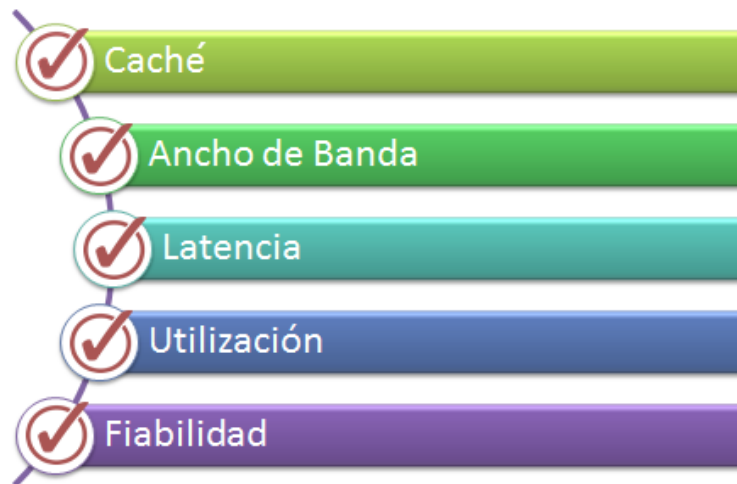 Caché
Ancho de Banda
Latencia
Utilización
Fiabilidad